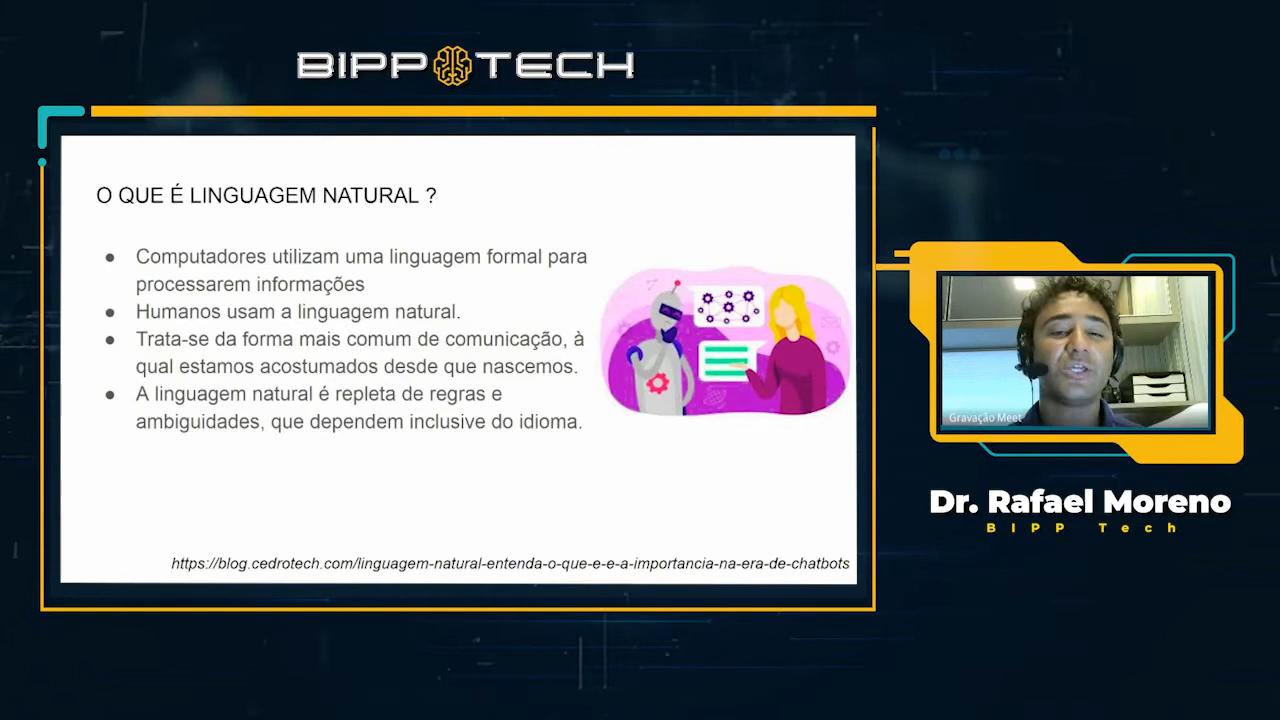 BIPP TECH
O QUE É LINGUAGEM NATURAL ?
● Computadores utilizam uma linguagem formal para
processarem informações
● Humanos usam a linguagem natural.
● Trata-se da forma mais comum de comunicação, à
qual estamos acostumados desde que nascemos.
● A linguagem natural é repleta de regras e
ambiguidades, que dependem inclusive do idioma.
https://blog.cedrotech.com/linguagem-natural-entenda-o-que-e-e-a-importancia-na-era-de-chatbots
Gravação Meet
Dr. Rafael Moreno
BIPP Tech